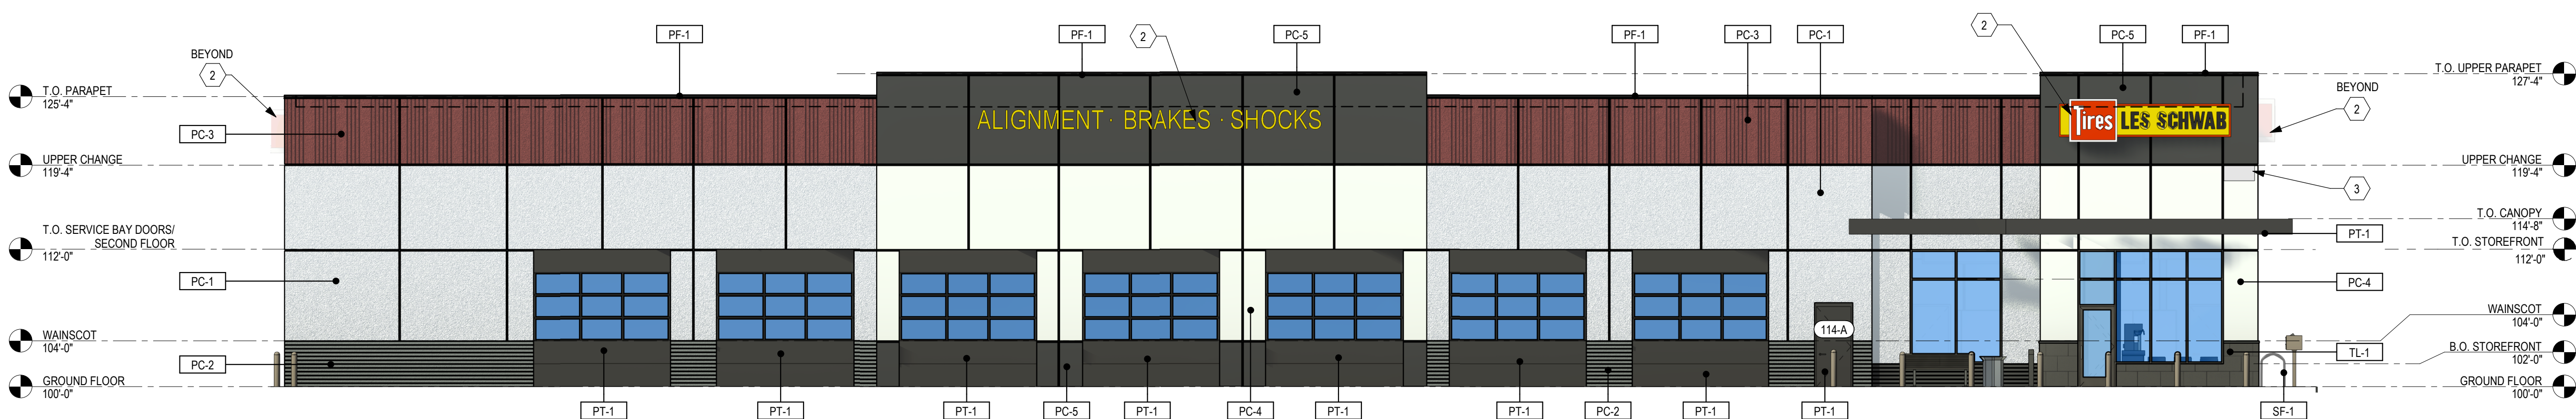 PF-1
PF-1
2
PC-5
PF-1
PC-3
PC-1
2
PC-5
PF-1
BEYOND
2
T.O. PARAPET
125'-4"
PC-3
UPPER CHANGE
119'-4"
T.O. SERVICE BAY DOORS/
SECOND FLOOR
112'-0"
PC-1
WAINSCOT
104'-0"
PC-2
GROUND FLOOR
100'-0"
ALIGNMENT · BRAKES · SHOCKS
Tires LES SCHWAB
114-A
T.O. UPPER PARAPET
127'-4"
BEYOND
2
UPPER CHANGE
119'-4"
3
T.O. CANOPY
114'-8"
PT-1
T.O. STOREFRONT
112'-0"
PC-4
WAINSCOT
104'-0"
B.O. STOREFRONT
102'-0"
TL-1
GROUND FLOOR
100'-0"
PT-1
PT-1
PT-1
PC-5
PT-1
PC-4
PT-1
PT-1
PC-2
PT-1
PT-1
SF-1